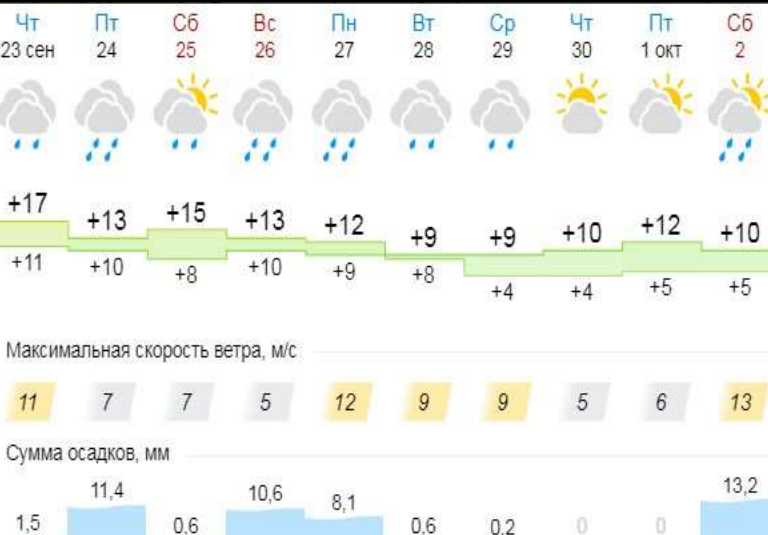 Чт Пт Сб Вс Пн Вт Ср Чт Пт Сб
23 сен 24 25 26 27 28 29 30 1 окт 2
+17 +13 +15 +13 +12 +9 +9 +10 +12 +10
+11 +10 +8 +10 +9 +8 +4 +4 +5 +5
Максимальная скорость ветра, м/с
11 7 7 5 12 9 9 5 6 13
Сумма осадков, мм
1,5 11,4 0,6 10,6 8,1 0,6 0,2 0 0 13,2